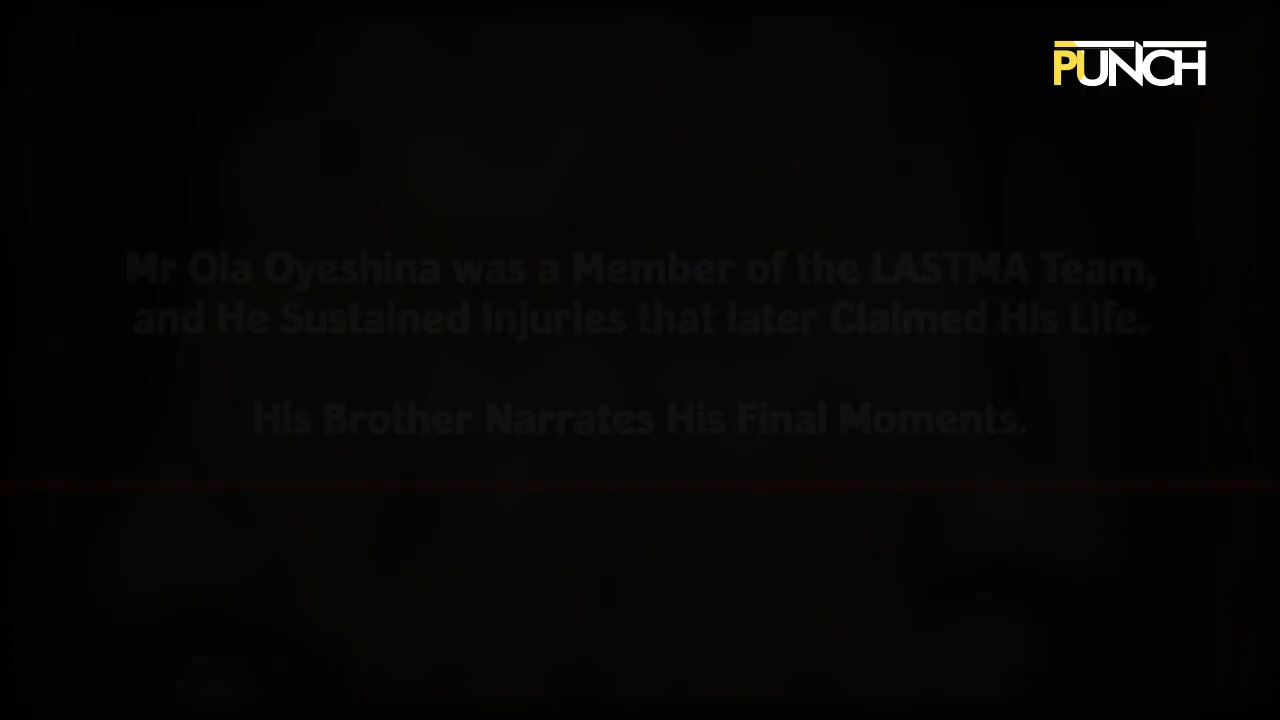 PUNCH
Mr Ola Oyeshina was a Member of the LASTMA Team,
and He Sustained Injuries that later Claimed His Life.
His Brother Narrates His Final Moments.